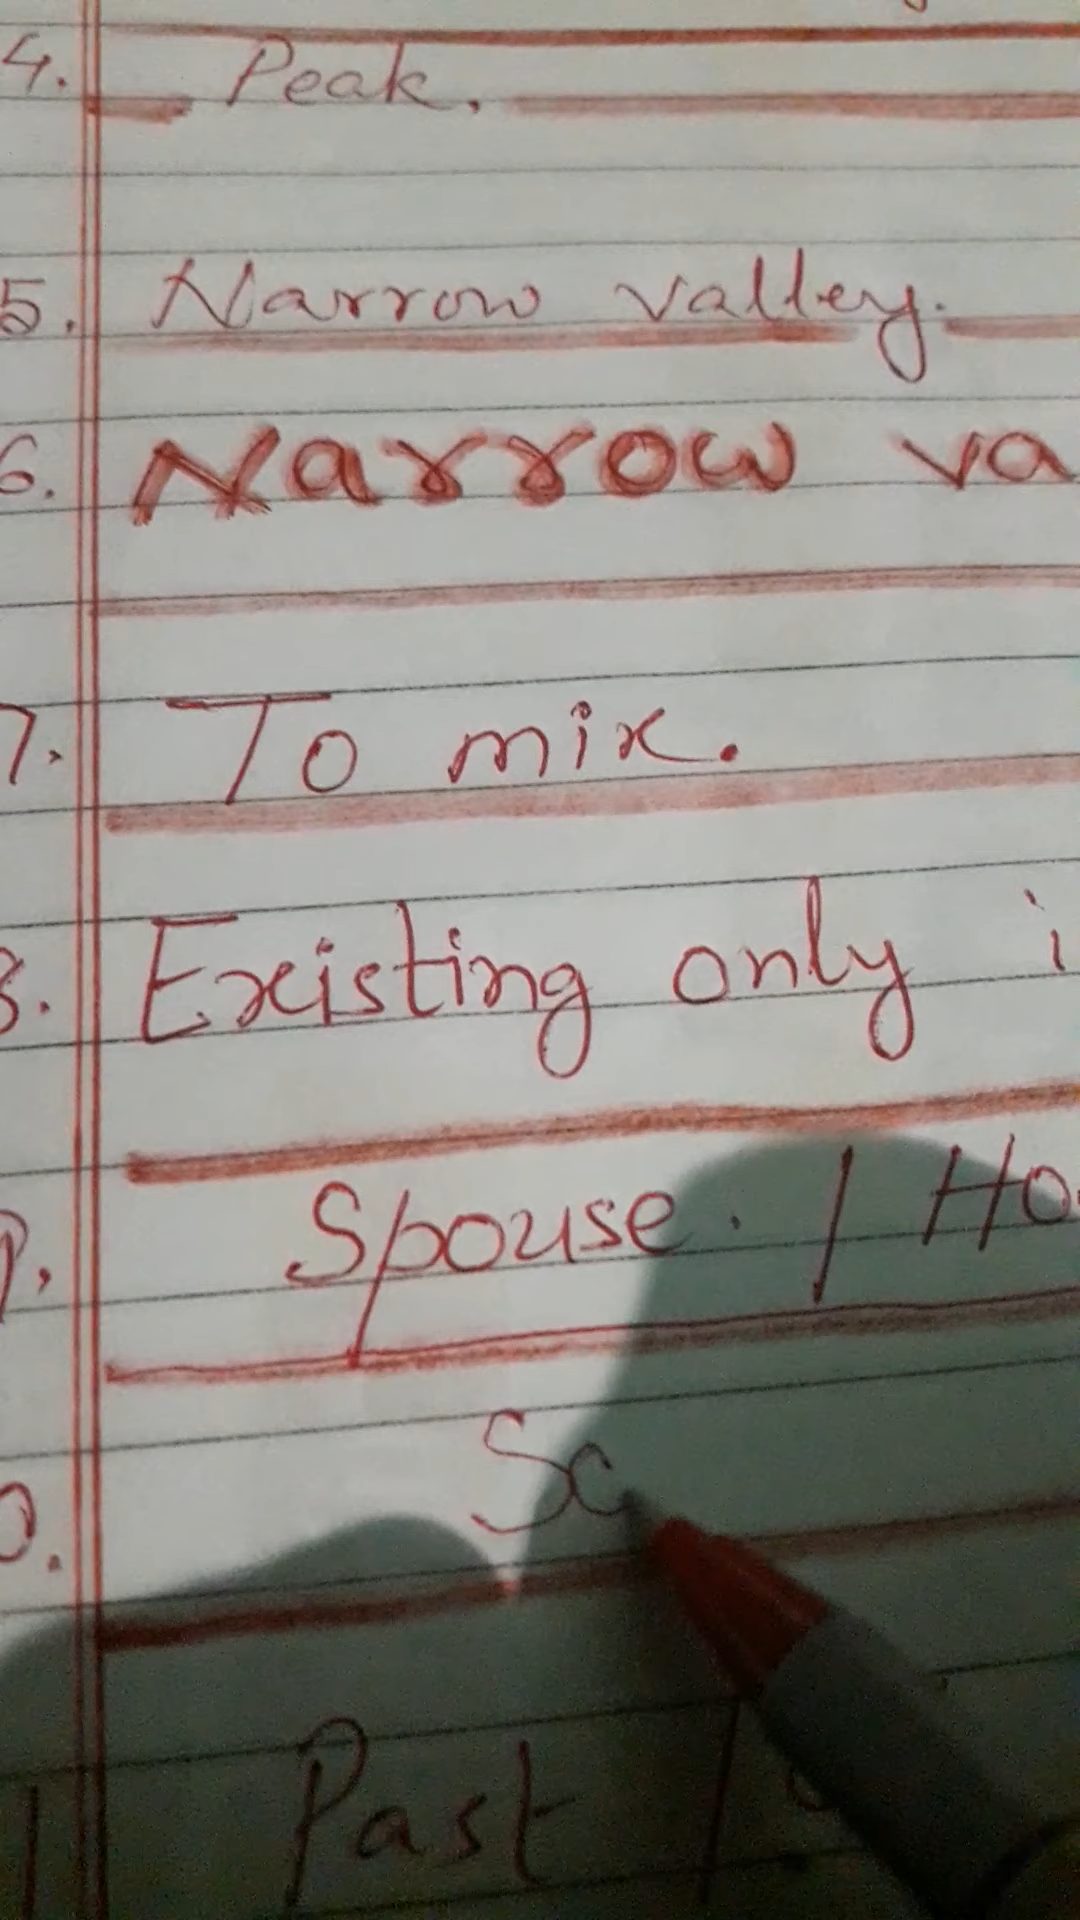 4. Peak.
5. Narrow valley.
6. Narrow va
7. To mix.
8. Existing only i
9. Spouse. / Ho
0. Sc
Past /